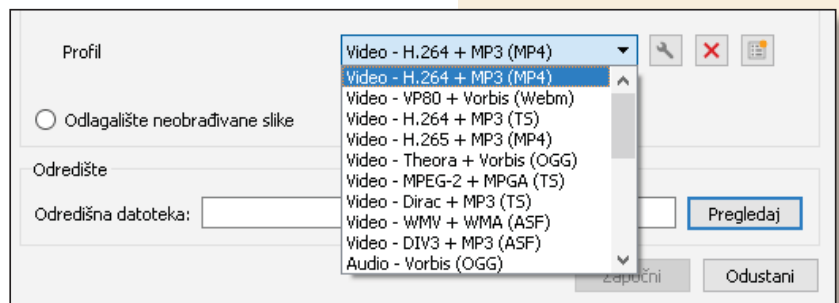 Profil
Video - H.264 + MP3 (MP4)
Video - H.264 + MP3 (MP4)
Video - VP80 + Vorbis (Webm)
Video - H.264 + MP3 (TS)
Odlagalište neobrađivane slike
Video - H.265 + MP3 (MP4)
Video - Theora + Vorbis (OGG)
Odredište
Video - MPEG-2 + MPGA (TS)
Video - Dirac + MP3 (TS)
Odredišna datoteka:
Pregledaj
Video - WMV + WMA (ASF)
Video - DIV3 + MP3 (ASF)
Audio - Vorbis (OGG)
Započni
Odustani